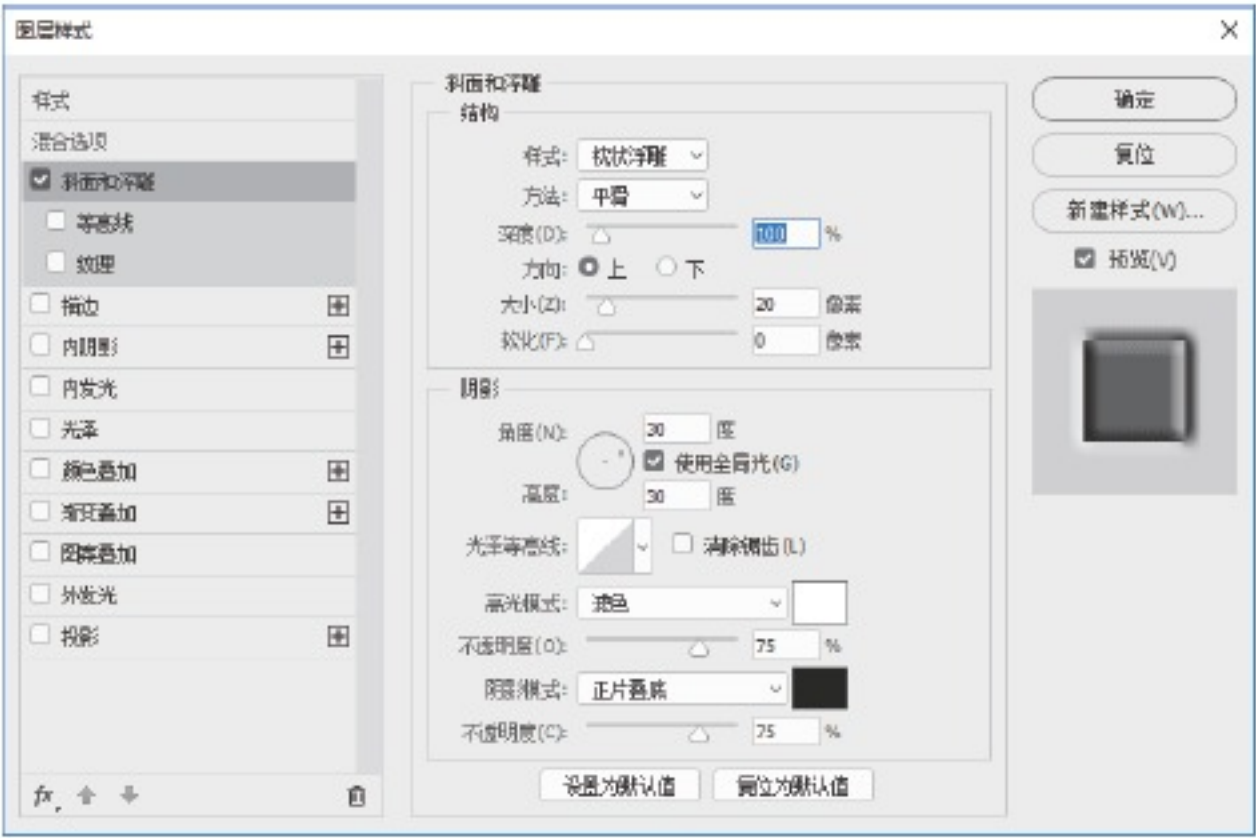 图层样式
样式
混合选项
斜面和浮雕
等高线
纹理
描边
内阴影
内发光
光泽
颜色叠加
渐变叠加
图案叠加
外发光
投影
fx
斜面和浮雕
结构
样式: 枕状浮雕
方法: 平滑
深度(D): 100 %
方向: 上 下
大小(Z): 20 像素
软化(F): 0 像素
阴影
角度(N): 30 度
使用全局光(G)
高度: 30 度
光泽等高线: 消除锯齿(L)
高光模式: 滤色
不透明度(O): 75 %
阴影模式: 正片叠底
不透明度(C): 75 %
设置为默认值 复位为默认值
确定
复位
新建样式(W)...
预览(V)